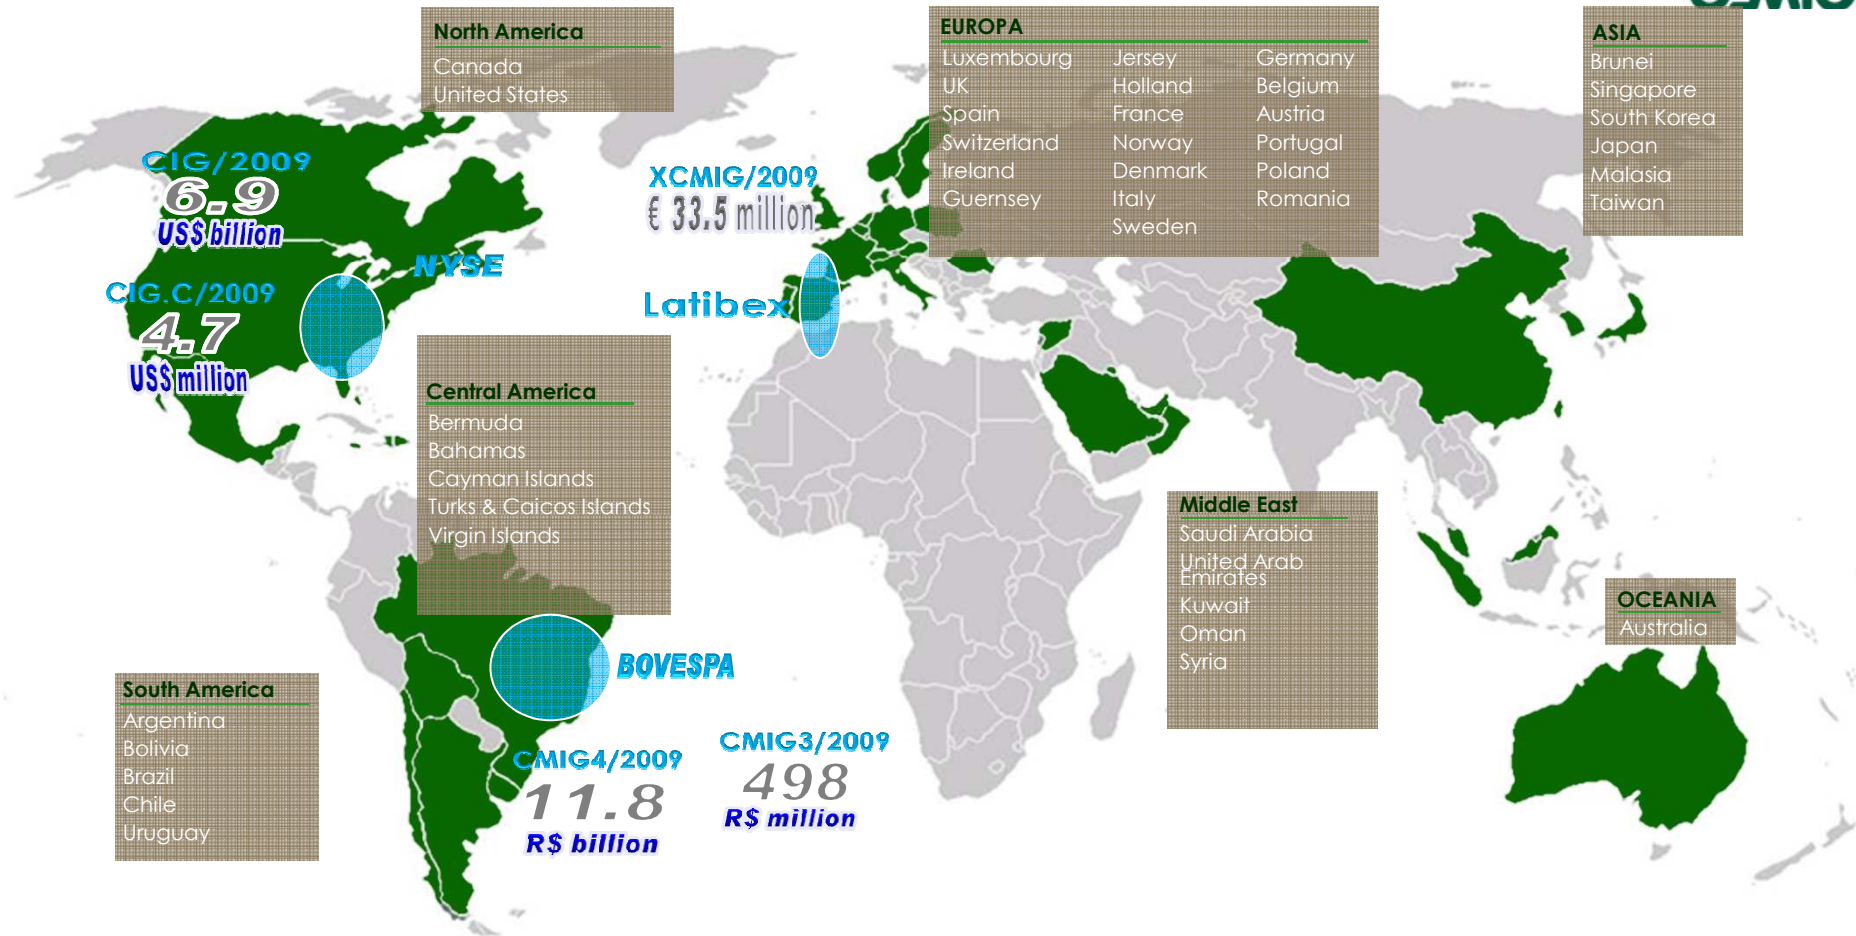 North America
Canada
United States
EUROPA
Luxembourg Jersey Germany
UK Holland Belgium
Spain France Austria
Switzerland Norway Portugal
Ireland Denmark Poland
Guernsey Italy Romania
Sweden
ASIA
Brunei
Singapore
South Korea
Japan
Malasia
Taiwan
CIG/2009
6.9
US$ billion
NYSE
CIG.C/2009
4.7
US$ million
XCMIG/2009
€ 33.5 million
Latibex
Central America
Bermuda
Bahamas
Cayman Islands
Turks & Caicos Islands
Virgin Islands
Middle East
Saudi Arabia
United Arab
Emirates
Kuwait
Oman
Syria
OCEANIA
Australia
South America
Argentina
Bolivia
Brazil
Chile
Uruguay
BOVESPA
CMIG4/2009
11.8
R$ billion
CMIG3/2009
498
R$ million